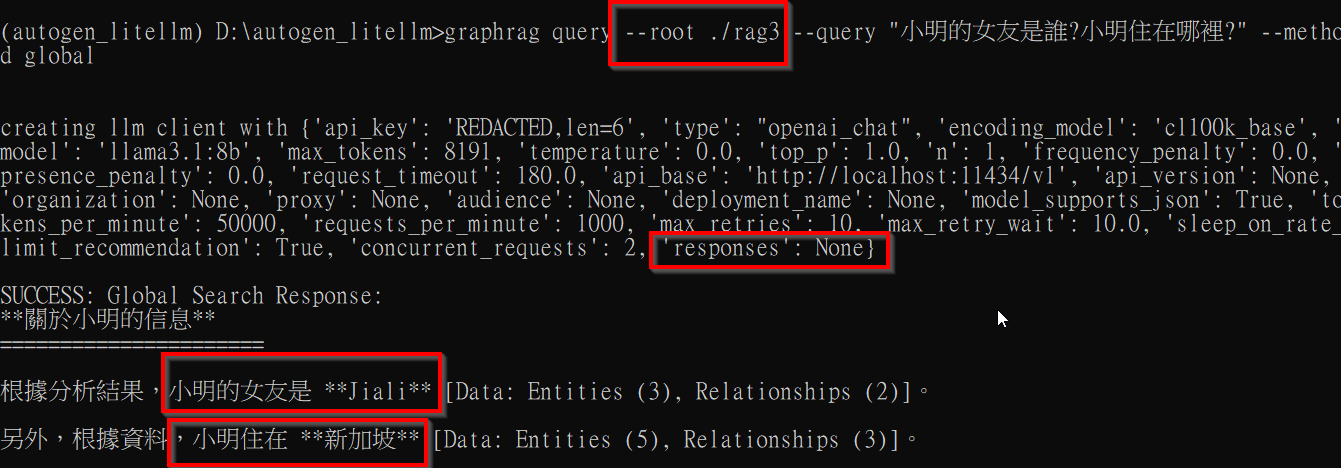 (autogen_litellm) D:\autogen_litellm>graphrag query --root ./rag3 --query "小明的女友是誰?小明住在哪裡?" --metho
d global
creating llm client with {'api_key': 'REDACTED,len=6', 'type': "openai_chat", 'encoding_model': 'cl100k_base', '
model': 'llama3.1:8b', 'max_tokens': 8191, 'temperature': 0.0, 'top_p': 1.0, 'n': 1, 'frequency_penalty': 0.0, '
presence_penalty': 0.0, 'request_timeout': 180.0, 'api_base': 'http://localhost:11434/v1', 'api_version': None,
'organization': None, 'proxy': None, 'audience': None, 'deployment_name': None, 'model_supports_json': True, 'to
kens_per_minute': 50000, 'requests_per_minute': 1000, 'max_retries': 10, 'max_retry_wait': 10.0, 'sleep_on_rate_
limit_recommendation': True, 'concurrent_requests': 2, 'responses': None}
SUCCESS: Global Search Response:
**關於小明的信息**
======================
根據分析結果，小明的女友是 **Jiali** [Data: Entities (3), Relationships (2)]。
另外，根據資料，小明住在 **新加坡** [Data: Entities (5), Relationships (3)]。